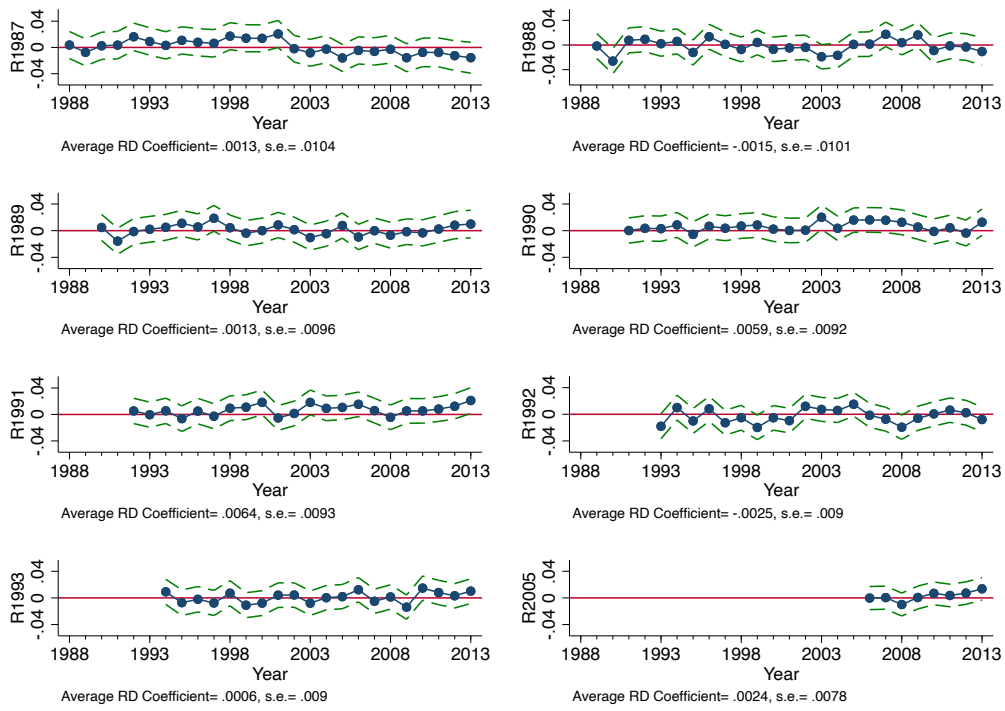 R1987
.04
0
-.04
1988 1993 1998 2003 2008 2013
Year
Average RD Coefficient= .0013, s.e.= .0104
R1988
.04
0
-.04
1988 1993 1998 2003 2008 2013
Year
Average RD Coefficient= -.0015, s.e.= .0101
R1989
.04
0
-.04
1988 1993 1998 2003 2008 2013
Year
Average RD Coefficient= .0013, s.e.= .0096
R1990
.04
0
-.04
1988 1993 1998 2003 2008 2013
Year
Average RD Coefficient= .0059, s.e.= .0092
R1991
.04
0
-.04
1988 1993 1998 2003 2008 2013
Year
Average RD Coefficient= .0064, s.e.= .0093
R1992
.04
0
-.04
1988 1993 1998 2003 2008 2013
Year
Average RD Coefficient= -.0025, s.e.= .009
R1993
.04
0
-.04
1988 1993 1998 2003 2008 2013
Year
Average RD Coefficient= .0006, s.e.= .009
R2005
.04
0
-.04
1988 1993 1998 2003 2008 2013
Year
Average RD Coefficient= .0024, s.e.= .0078